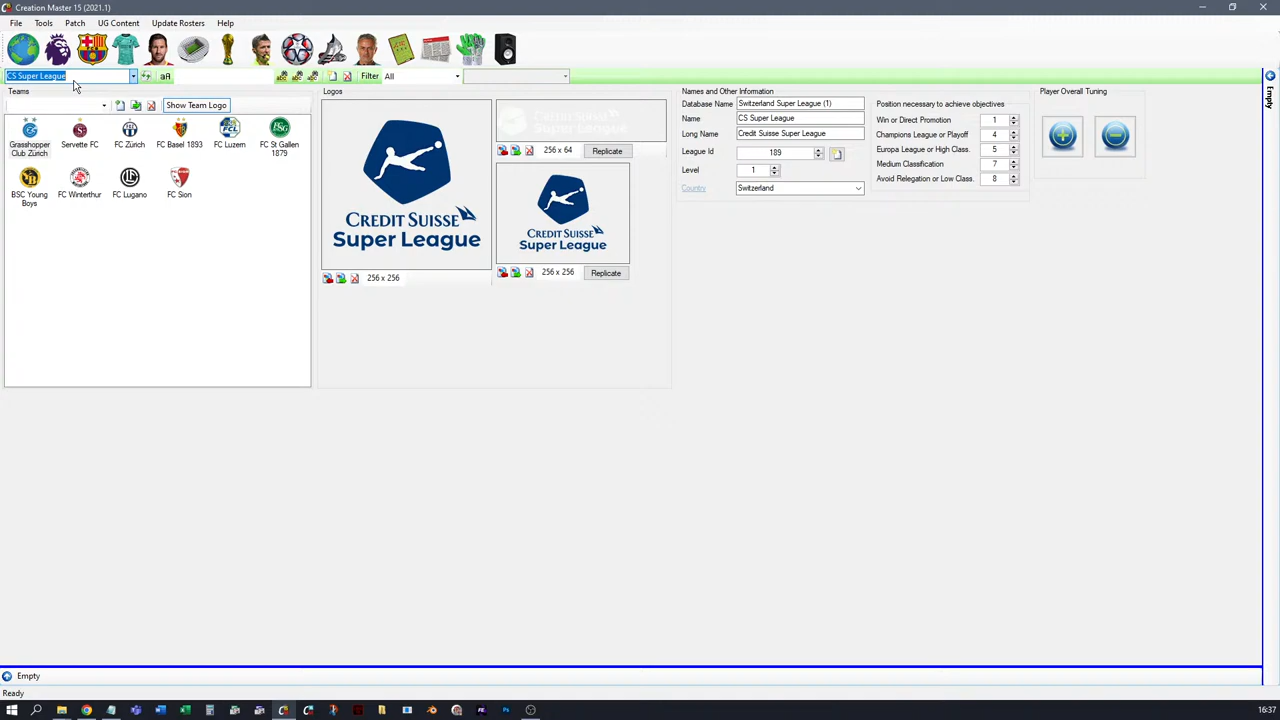 Creation Master 15 (2021.1)
File Tools Patch UG Content Update Rosters Help
CS Super League
aA
Filter All
Teams
Show Team Logo
Grasshopper Club Zürich
Servette FC
FC Zürich
FC Basel 1893
FC Luzern
FC St Gallen 1879
BSC Young Boys
FC Winterthur
FC Lugano
FC Sion
Logos
CREDIT SUISSE
Super League
256 x 256
Credit Suisse
Super League
256 x 64
Replicate
CREDIT SUISSE
Super League
256 x 256
Replicate
Names and Other Information
Database Name Switzerland Super League (1)
Name CS Super League
Long Name Credit Suisse Super League
League Id 189
Level 1
Country Switzerland
Position necessary to achieve objectives
Win or Direct Promotion 1
Champions League or Playoff 4
Europa League or High Class. 5
Medium Classification 7
Avoid Relegation or Low Class. 8
Player Overall Tuning
Empty
Empty
Ready
16:37